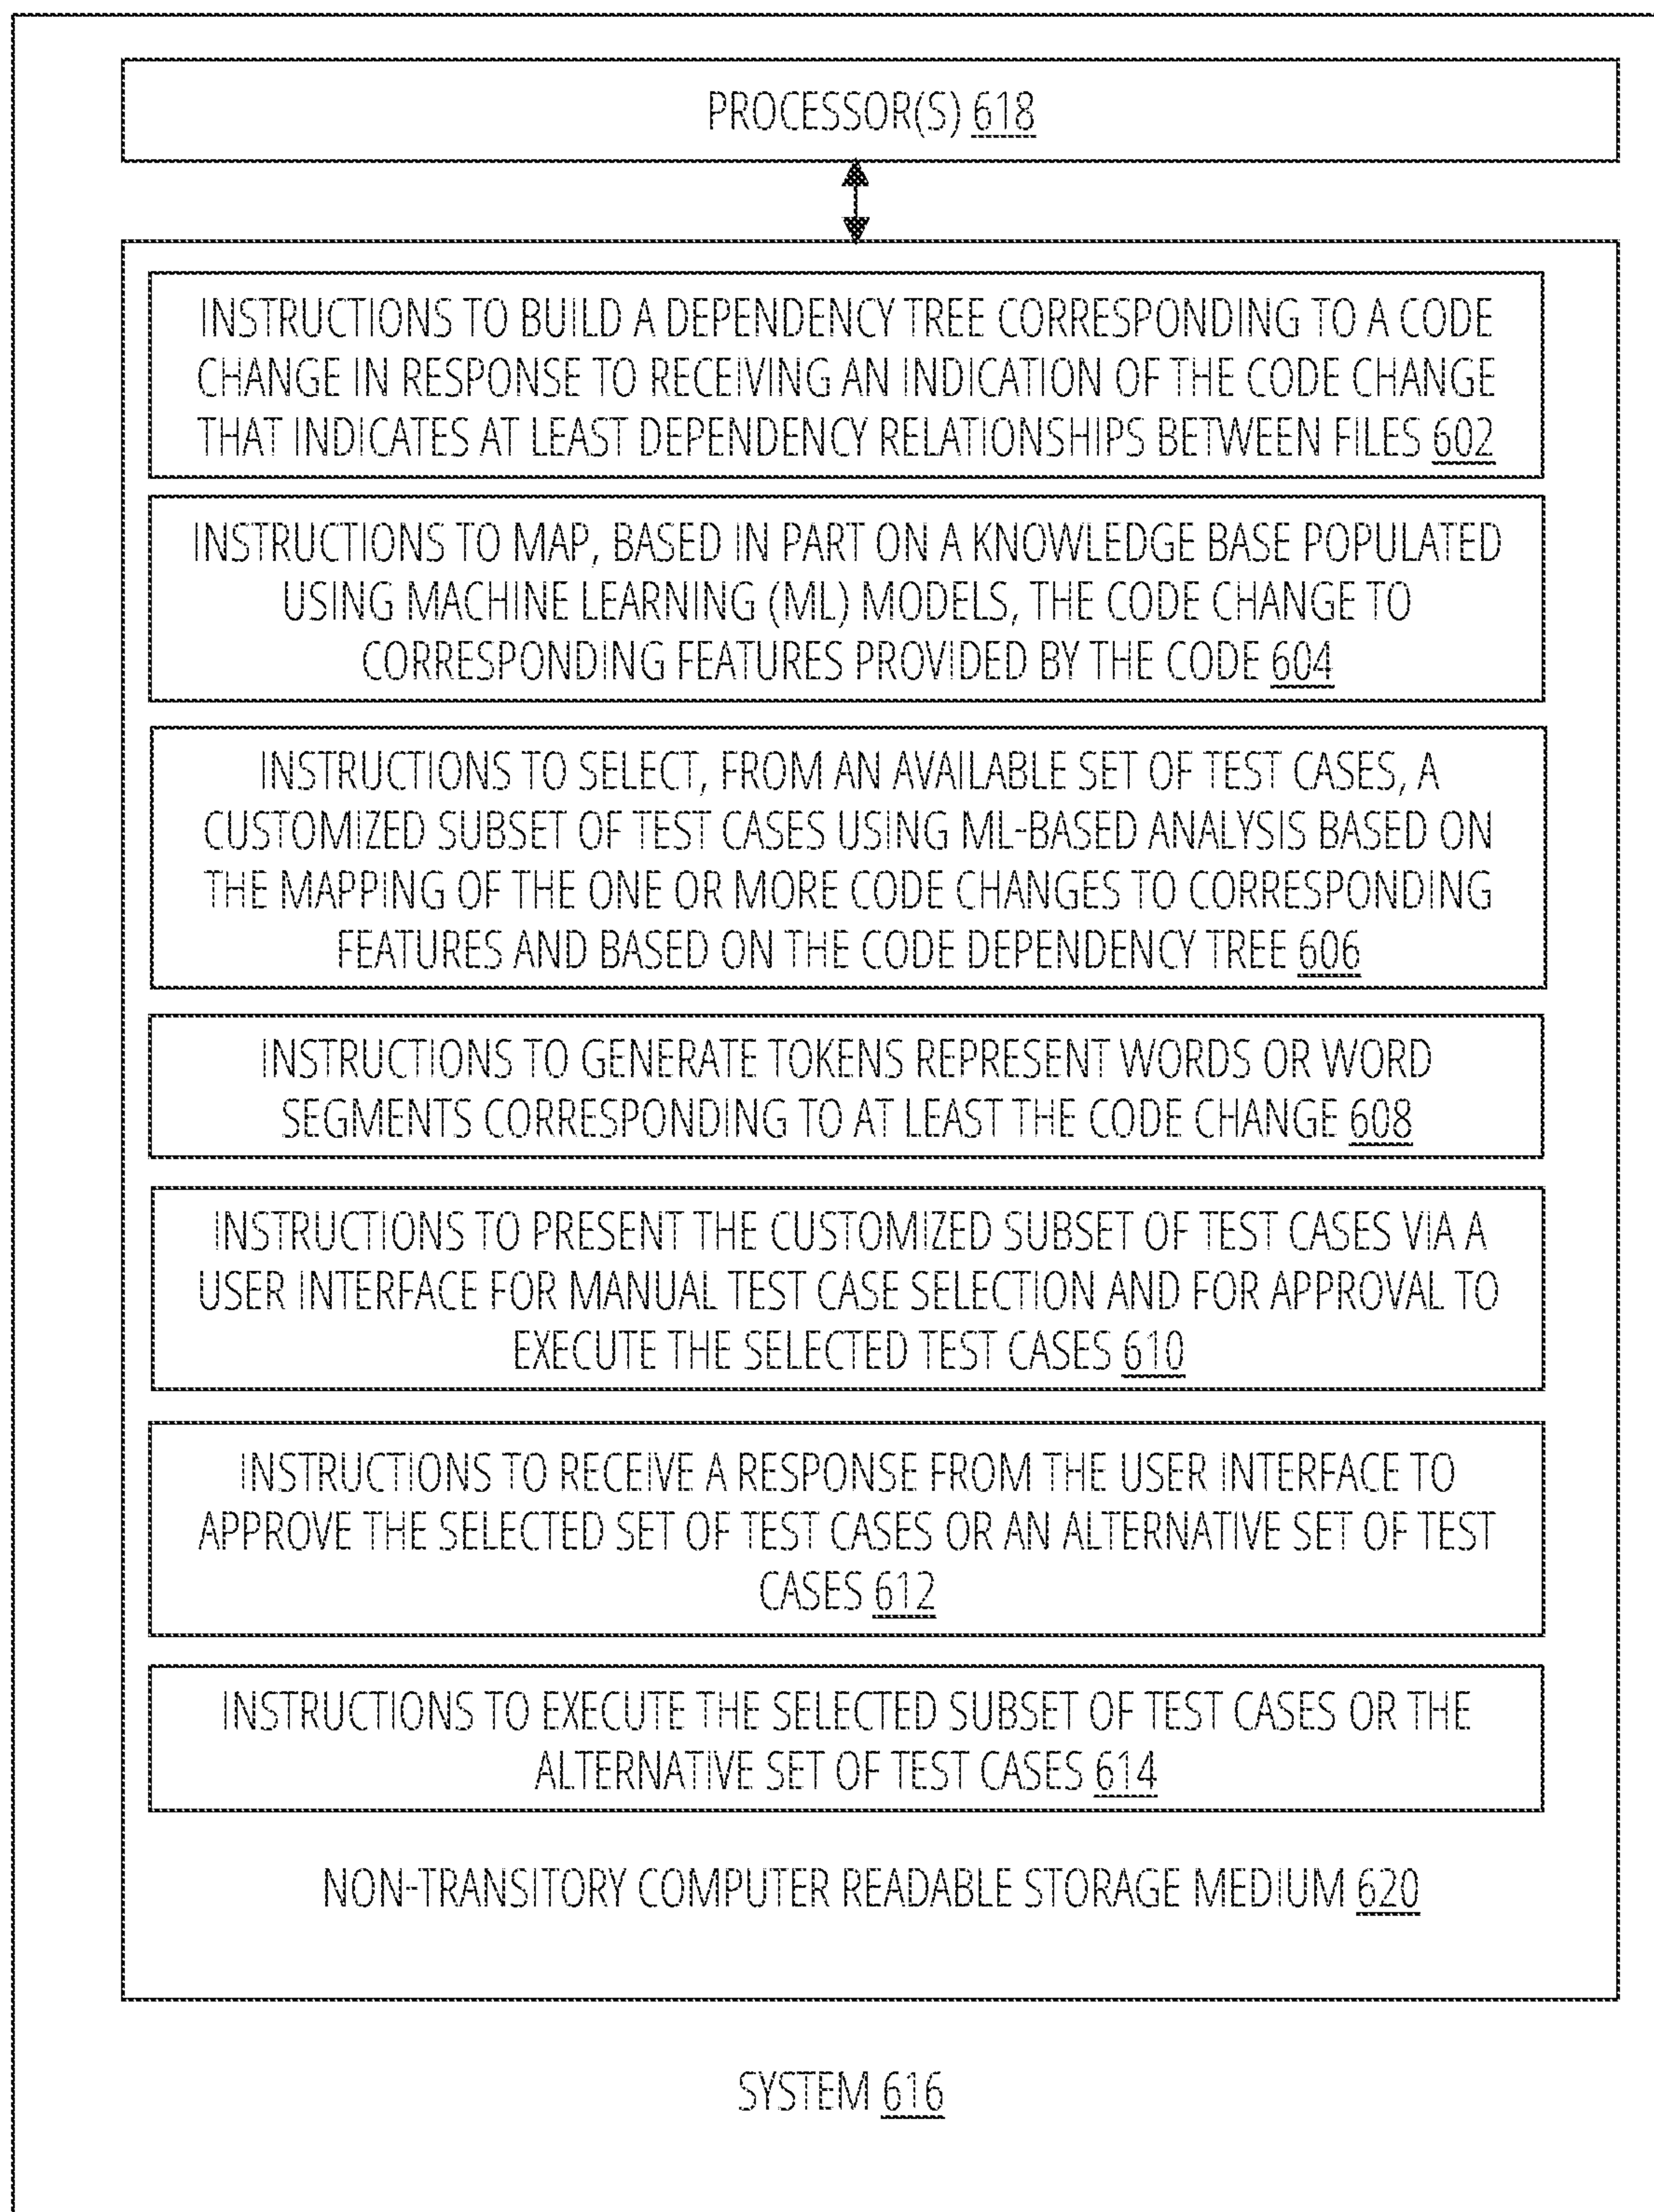 PROCESSOR(S) 618
INSTRUCTIONS TO BUILD A DEPENDENCY TREE CORRESPONDING TO A CODE
CHANGE IN RESPONSE TO RECEIVING AN INDICATION OF THE CODE CHANGE
THAT INDICATES AT LEAST DEPENDENCY RELATIONSHIPS BETWEEN FILES 602
INSTRUCTIONS TO MAP, BASED IN PART ON A KNOWLEDGE BASE POPULATED
USING MACHINE LEARNING (ML) MODELS, THE CODE CHANGE TO
CORRESPONDING FEATURES PROVIDED BY THE CODE 604
INSTRUCTIONS TO SELECT, FROM AN AVAILABLE SET OF TEST CASES, A
CUSTOMIZED SUBSET OF TEST CASES USING ML-BASED ANALYSIS BASED ON
THE MAPPING OF THE ONE OR MORE CODE CHANGES TO CORRESPONDING
FEATURES AND BASED ON THE CODE DEPENDENCY TREE 606
INSTRUCTIONS TO GENERATE TOKENS REPRESENT WORDS OR WORD
SEGMENTS CORRESPONDING TO AT LEAST THE CODE CHANGE 608
INSTRUCTIONS TO PRESENT THE CUSTOMIZED SUBSET OF TEST CASES VIA A
USER INTERFACE FOR MANUAL TEST CASE SELECTION AND FOR APPROVAL TO
EXECUTE THE SELECTED TEST CASES 610
INSTRUCTIONS TO RECEIVE A RESPONSE FROM THE USER INTERFACE TO
APPROVE THE SELECTED SET OF TEST CASES OR AN ALTERNATIVE SET OF TEST
CASES 612
INSTRUCTIONS TO EXECUTE THE SELECTED SUBSET OF TEST CASES OR THE
ALTERNATIVE SET OF TEST CASES 614
NON-TRANSITORY COMPUTER READABLE STORAGE MEDIUM 620
SYSTEM 616